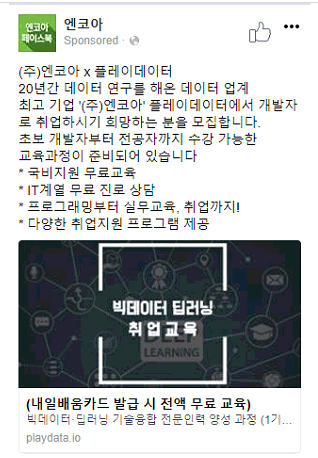 엔코아
페이스북
엔코아
Sponsored ·
(주)엔코아 x 플레이데이터
20년간 데이터 연구를 해온 데이터 업계
최고 기업 '(주)엔코아' 플레이데이터에서 개발자
로 취업하시기 희망하는 분을 모집합니다.
초보 개발자부터 전공자까지 수강 가능한
교육과정이 준비되어 있습니다
* 국비지원 무료교육
* IT계열 무료 진로 상담
* 프로그래밍부터 실무교육, 취업까지!
* 다양한 취업지원 프로그램 제공
빅데이터 딥러닝
취업교육
DEEP
LEARNING
(내일배움카드 발급 시 전액 무료 교육)
빅데이터·딥러닝 기술융합 전문인력 양성 과정 (1기...
playdata.io